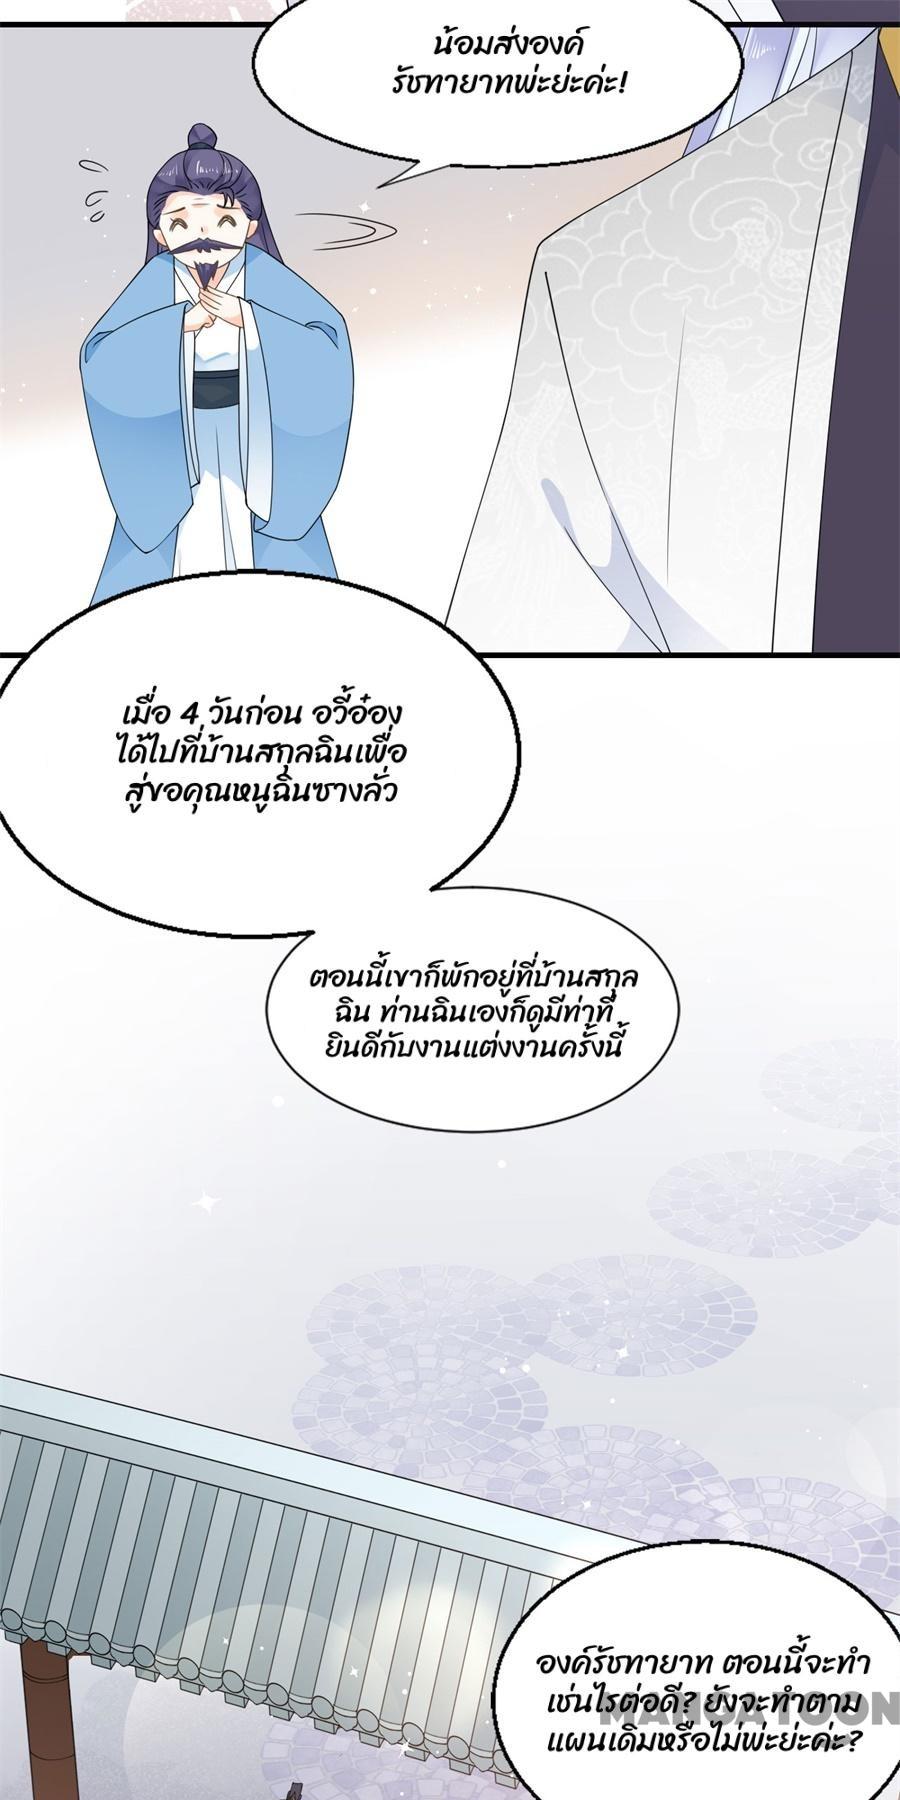 น้อมส่งองค์
รัชทายาทพ่ะย่ะค่ะ!
เมื่อ 4 วันก่อน อวี้อ๋อง
ได้ไปที่บ้านสกุลฉินเพื่อ
สู่ขอคุณหนูฉินซางลั่ว
ตอนนี้เขาก็พักอยู่ที่บ้านสกุล
ฉิน ท่านฉินเองก็ดูมีท่าที
ยินดีกับงานแต่งงานครั้งนี้
องค์รัชทายาท ตอนนี้จะทำ
เช่นไรต่อดี? ยังจะทำตาม
แผนเดิมหรือไม่พ่ะย่ะค่ะ?
MANGATOON